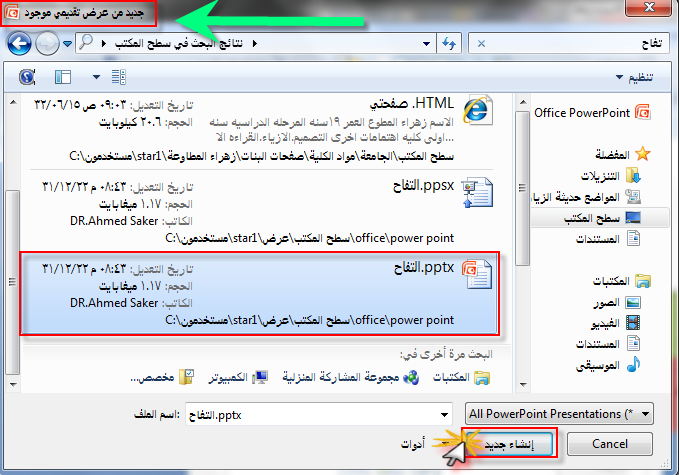 جديد من عرض تقديمي موجود
نتائج البحث في سطح المكتب
تفاح
تنظيم
Office PowerPoint
المفضلة
التنزيلات
المواضع حديثة الزيا
سطح المكتب
المستندات
المكتبات
الصور
الفيديو
المستندات
الموسيقى
HTML. صفحتي
تاريخ التعديل: ٠٩:٠٣ ص ٣٢/٠٦/١٥
الاسم زهراء المطوع العمر ١٩سنه المرحله الدراسيه سنه
الحجم: ٢٠.٦ كيلوبايت
اولى كليه اهتمامات اخرى التصميم.الازياء.القراءه الا...
سطح المكتب\الجامعة\مواد الكلية\صفحات البنات\زهراء المطاوعة\star1\مستخدمون\:C
التفاح.ppsx
تاريخ التعديل: ٠٨:٤٣ م ٣١/١٢/٢٢
الحجم: ١.١٧ ميغابايت
الكاتب: DR.Ahmed Saker
C:\مستخدمون\star1\سطح المكتب\عرض\office\power point
التفاح.pptx
تاريخ التعديل: ٠٨:٤٣ م ٣١/١٢/٢٢
الحجم: ١.١٧ ميغابايت
الكاتب: DR.Ahmed Saker
C:\مستخدمون\star1\سطح المكتب\عرض\office\power point
البحث مرة أخرى في:
المكتبات مجموعة المشاركة المنزلية الكمبيوتر مخصص...
اسم الملف: التفاح.pptx
All PowerPoint Presentations (*
أدوات إنشاء جديد Cancel